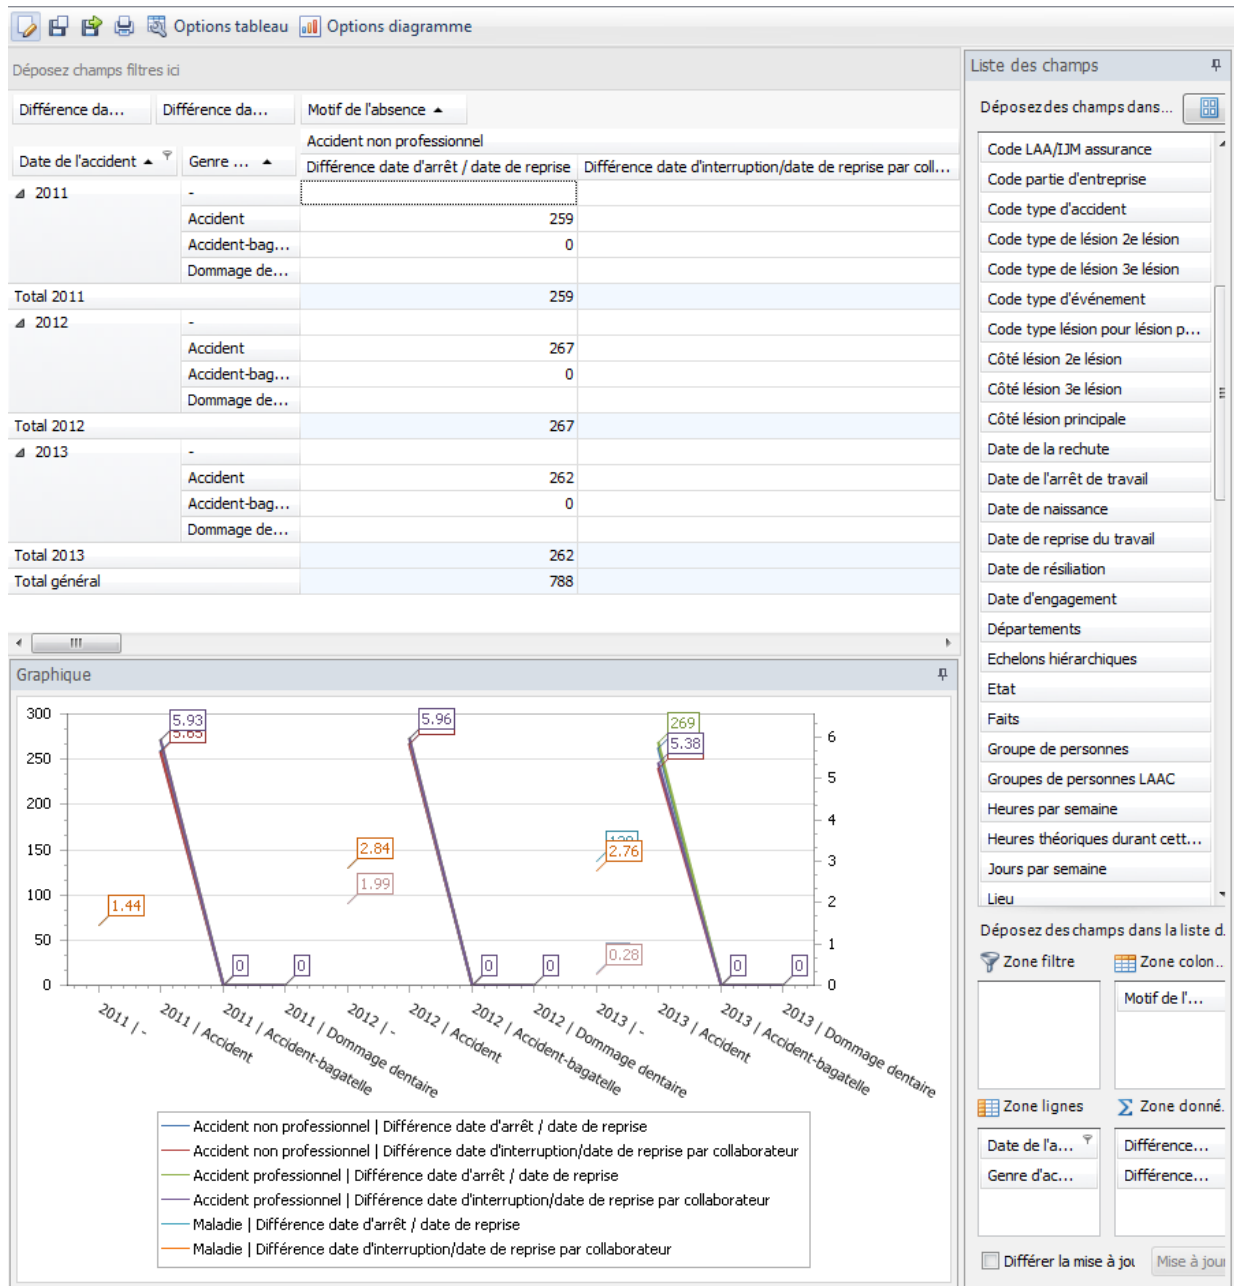 Options tableau Options diagramme
Déposez champs filtres ici
Différence da... Différence da... Motif de l'absence
Accident non professionnel
Date de l'accident Genre ... Différence date d'arrêt / date de reprise Différence date d'interruption/date de reprise par coll...
2011 -
Accident 259
Accident-bag... 0
Dommage de...
Total 2011 259
2012 -
Accident 267
Accident-bag... 0
Dommage de...
Total 2012 267
2013 -
Accident 262
Accident-bag... 0
Dommage de...
Total 2013 262
Total général 788
Graphique
300
250
200
150
100
50
0
5.93
5.65
5.96
269
5.38
2.84
1.99
2.76
1.44
0.28
0 0 0 0 0 0
6
5
4
3
2
1
0
2011 | -
2011 | Accident
2011 | Accident-bagatelle
2011 | Dommage dentaire
2012 | -
2012 | Accident
2012 | Accident-bagatelle
2012 | Dommage dentaire
2013 | -
2013 | Accident
2013 | Accident-bagatelle
2013 | Dommage dentaire
Accident non professionnel | Différence date d'arrêt / date de reprise
Accident non professionnel | Différence date d'interruption/date de reprise par collaborateur
Accident professionnel | Différence date d'arrêt / date de reprise
Accident professionnel | Différence date d'interruption/date de reprise par collaborateur
Maladie | Différence date d'arrêt / date de reprise
Maladie | Différence date d'interruption/date de reprise par collaborateur
Liste des champs
Déposez des champs dans...
Code LAA/IJM assurance
Code partie d'entreprise
Code type d'accident
Code type de lésion 2e lésion
Code type de lésion 3e lésion
Code type d'événement
Code type lésion pour lésion p...
Côté lésion 2e lésion
Côté lésion 3e lésion
Côté lésion principale
Date de la rechute
Date de l'arrêt de travail
Date de naissance
Date de reprise du travail
Date de résiliation
Date d'engagement
Départements
Echelons hiérarchiques
Etat
Faits
Groupe de personnes
Groupes de personnes LAAC
Heures par semaine
Heures théoriques durant cett...
Jours par semaine
Lieu
Déposez des champs dans la liste d
Zone filtre Zone colon..
Motif de l'...
Zone lignes Zone donné.
Date de l'a... Différence...
Genre d'ac... Différence...
Différer la mise à jou Mise à jour